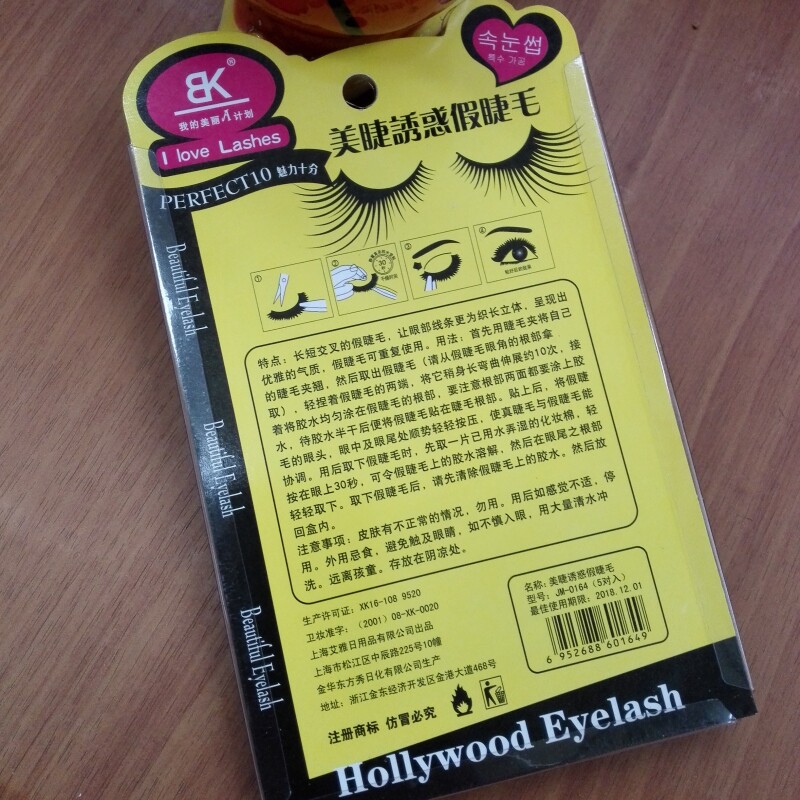 BK®
我的美丽A计划
I love Lashes
PERFECT10 魅力十分
속눈썹
특수 가공
美睫誘惑假睫毛
Beautiful Eyelash
Beautiful Eyelash
Beautiful Eyelash
①
②
30秒
③
④
特点：长短交叉的假睫毛，让眼部线条更为织长立体，呈现出
优雅的气质，假睫毛可重复使用。用法：首先用睫毛夹将自己
的睫毛夹翘，然后取出假睫毛（请从假睫毛眼角的根部拿
取），轻捏着假睫毛的两端，将它稍身长弯曲伸展约10次，接
着将胶水均匀涂在假睫毛的根部，要注意根部两面都要涂上胶
水，待胶水半干后便将假睫毛贴在睫毛根部。贴上后，将假睫
毛的眼头，眼中及眼尾处顺势轻轻按压，使真睫毛与假睫毛能
协调。用后取下假睫毛时，先取一片已用水弄湿的化妆棉，轻
按在眼上30秒，可令假睫毛上的胶水溶解，然后在眼尾之根部
轻轻取下。取下假睫毛后，请先清除假睫毛上的胶水。然后放
回盒内。
注意事项：皮肤有不正常的情况，勿用。用后如感觉不适，停
用。外用忌食，避免触及眼睛，如不慎入眼，用大量清水冲
洗。远离孩童。存放在阴凉处。
生产许可证：XK16-108 9520
卫妆准字：（2001）08-XK-0020
上海艾雅日用品有限公司出品
上海市松江区中辰路225号10幢
金华东方秀日化有限公司生产
地址：浙江金东经济开发区金港大道468号
注册商标 仿冒必究
名称：美睫诱惑假睫毛
型号：JM-0164（5对入）
最佳使用期限：2018.12.01
6 952688 601649
Hollywood Eyelash